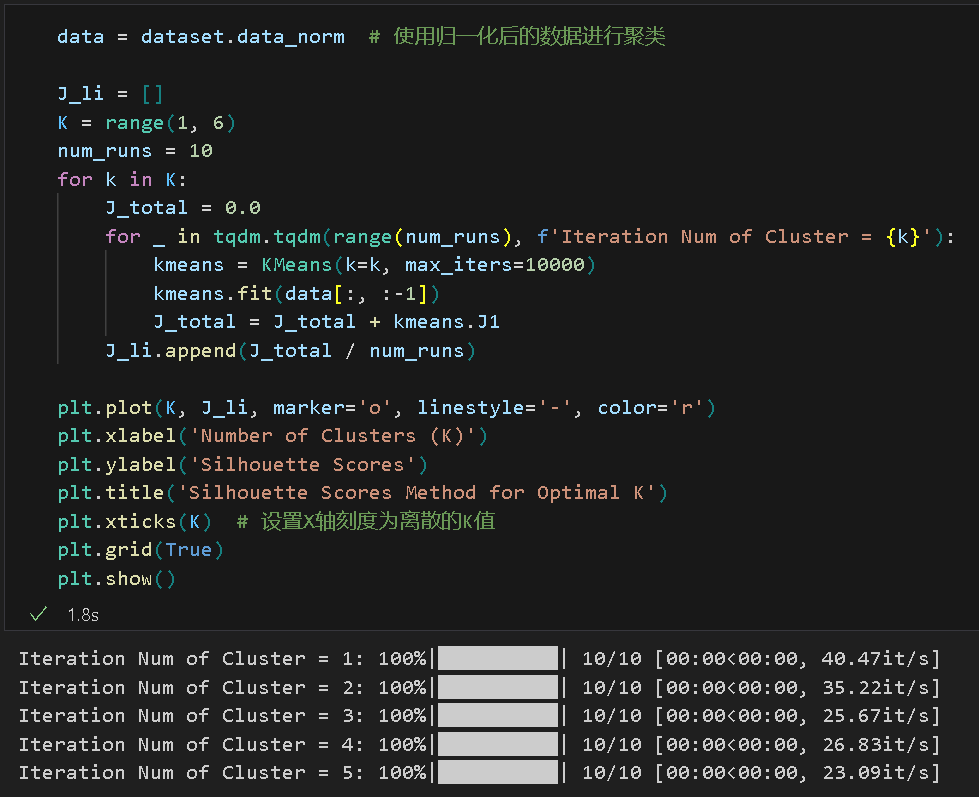 data = dataset.data_norm  # 使用归一化后的数据进行聚类
J_li = []
K = range(1, 6)
num_runs = 10
for k in K:
    J_total = 0.0
    for _ in tqdm.tqdm(range(num_runs), f'Iteration Num of Cluster = {k}'):
        kmeans = KMeans(k=k, max_iters=10000)
        kmeans.fit(data[:, :-1])
        J_total = J_total + kmeans.J1
    J_li.append(J_total / num_runs)
plt.plot(K, J_li, marker='o', linestyle='-', color='r')
plt.xlabel('Number of Clusters (K)')
plt.ylabel('Silhouette Scores')
plt.title('Silhouette Scores Method for Optimal K')
plt.xticks(K)  # 设置X轴刻度为离散的K值
plt.grid(True)
plt.show()
1.8s
Iteration Num of Cluster = 1: 100%|██████████| 10/10 [00:00<00:00, 40.47it/s]
Iteration Num of Cluster = 2: 100%|██████████| 10/10 [00:00<00:00, 35.22it/s]
Iteration Num of Cluster = 3: 100%|██████████| 10/10 [00:00<00:00, 25.67it/s]
Iteration Num of Cluster = 4: 100%|██████████| 10/10 [00:00<00:00, 26.83it/s]
Iteration Num of Cluster = 5: 100%|██████████| 10/10 [00:00<00:00, 23.09it/s]